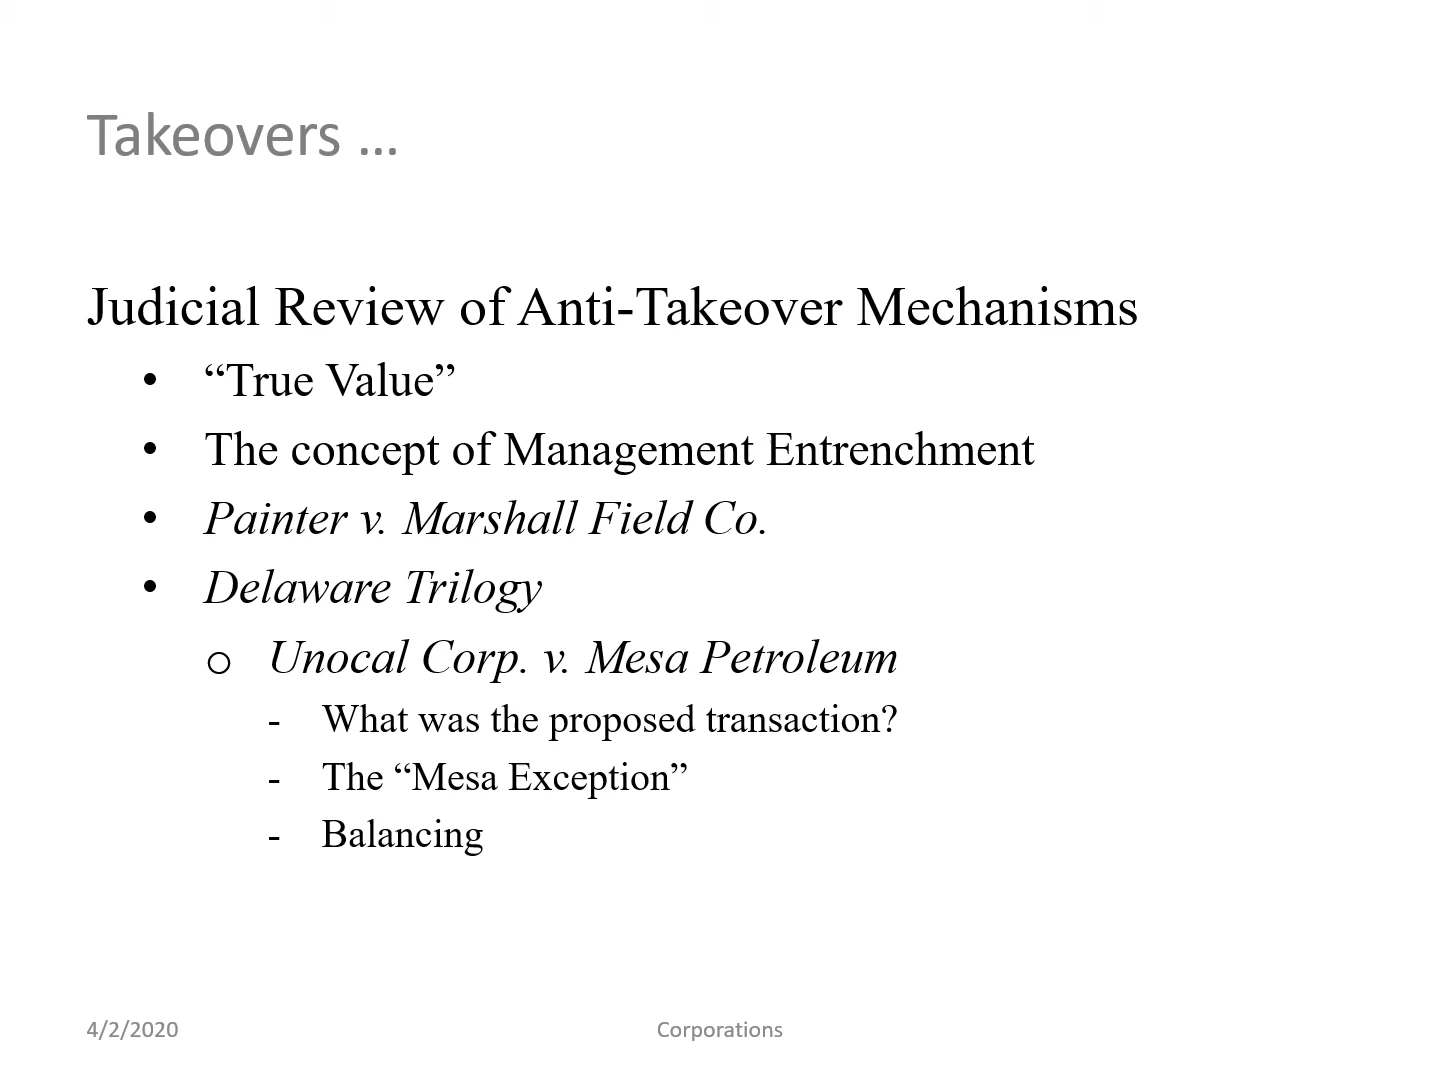 Takeovers …
Judicial Review of Anti-Takeover Mechanisms
• “True Value”
• The concept of Management Entrenchment
• Painter v. Marshall Field Co.
• Delaware Trilogy
o Unocal Corp. v. Mesa Petroleum
- What was the proposed transaction?
- The “Mesa Exception”
- Balancing
4/2/2020
Corporations